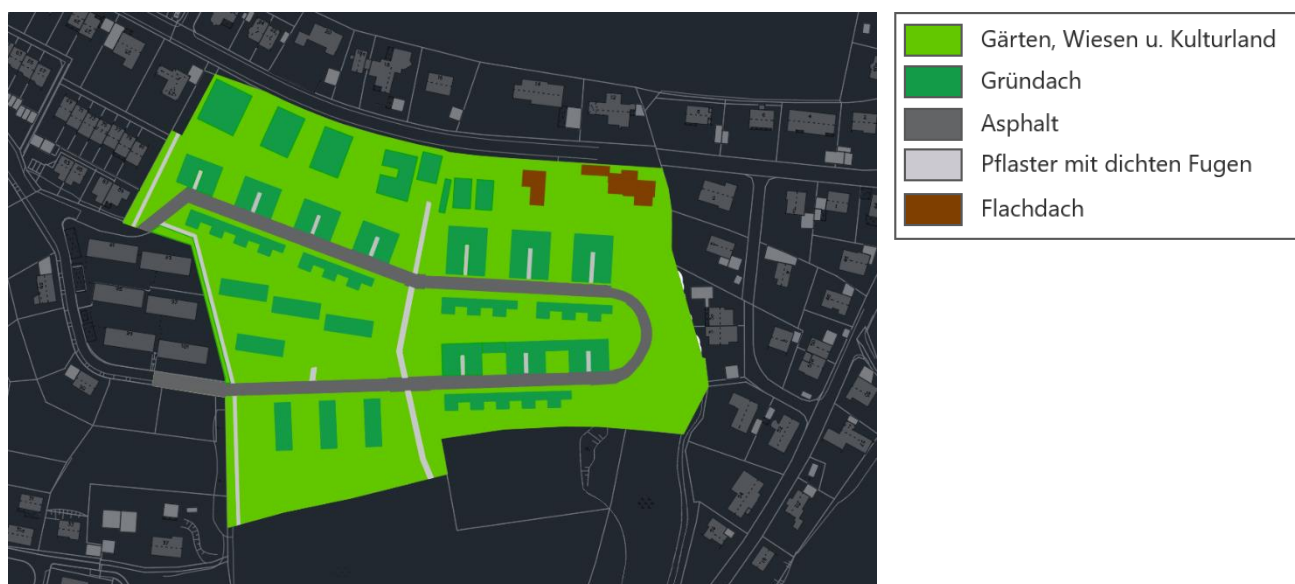 Gärten, Wiesen u. Kulturland
Gründach
Asphalt
Pflaster mit dichten Fugen
Flachdach